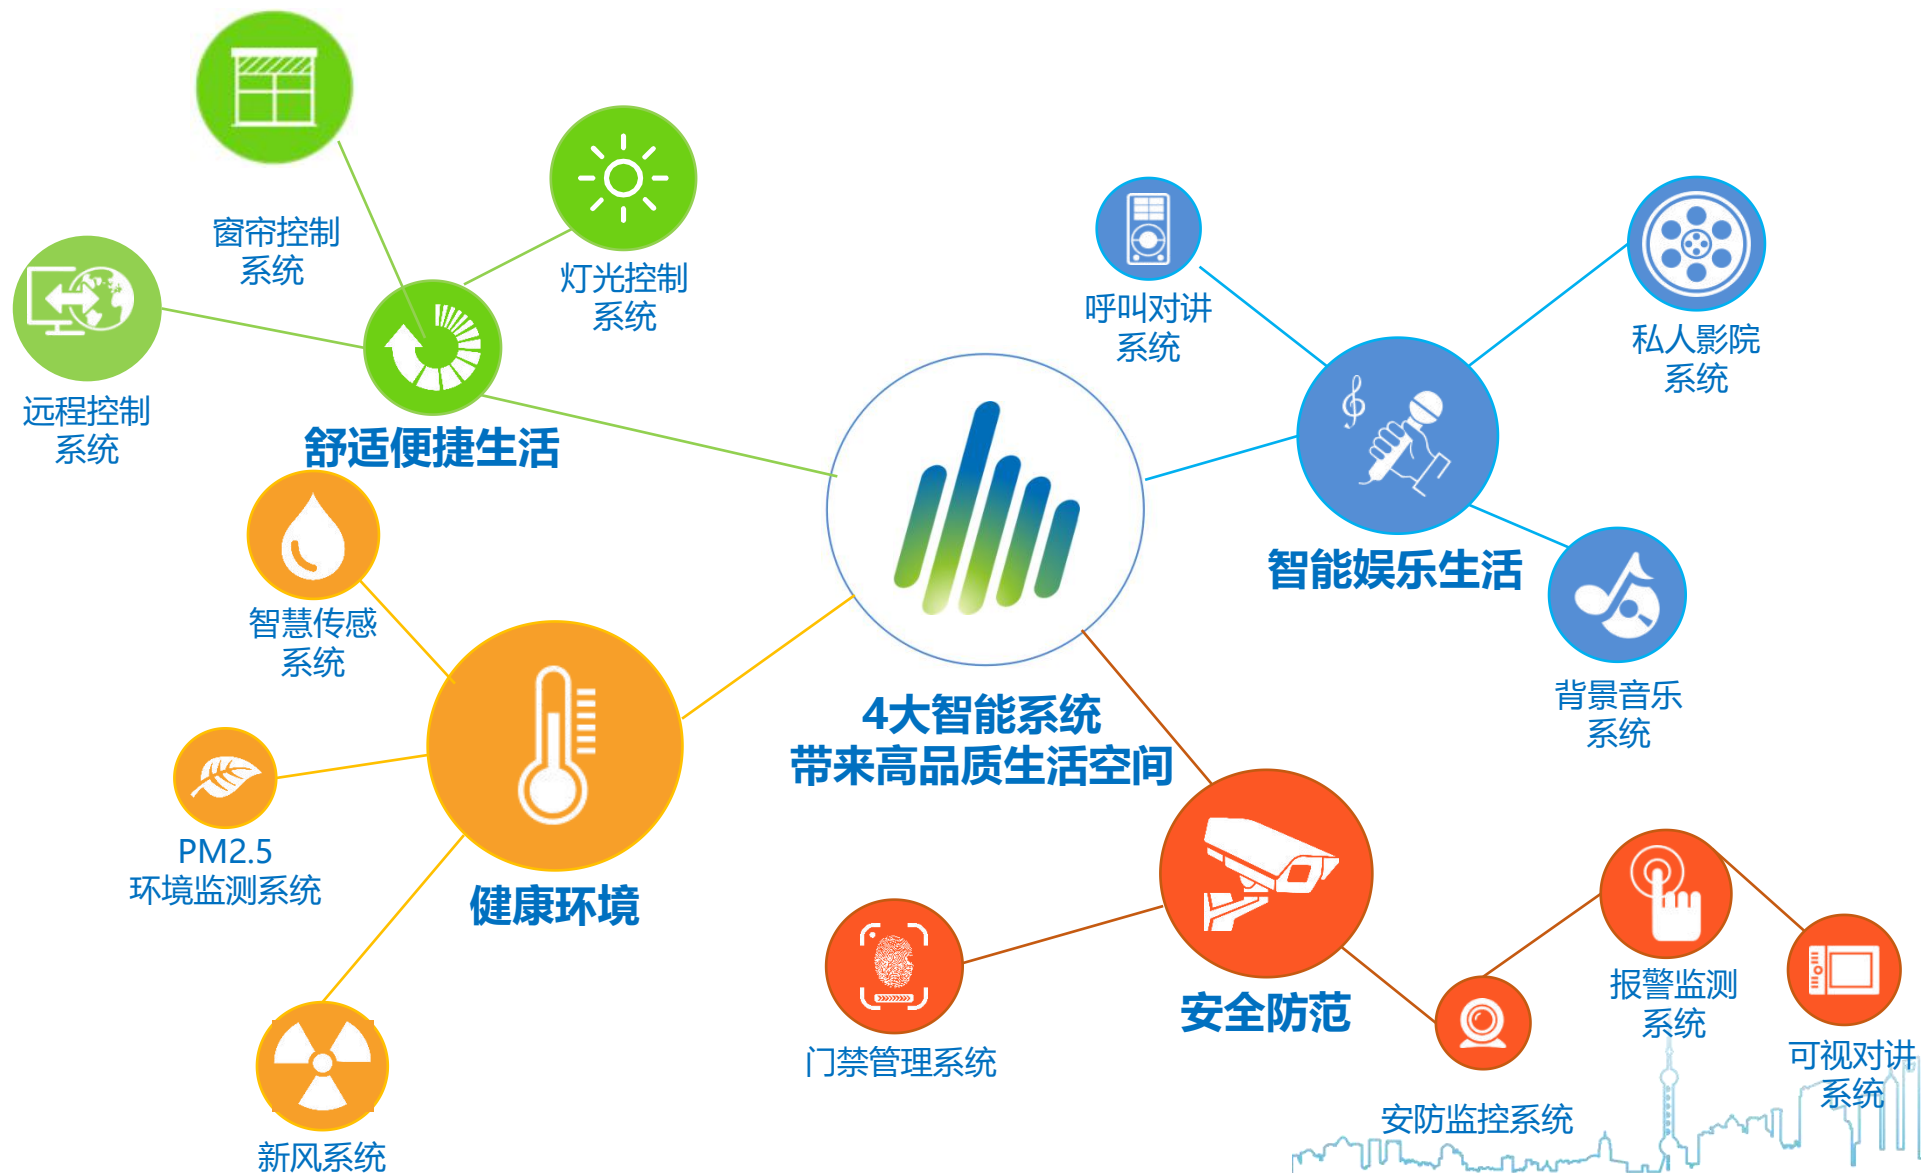 窗帘控制
系统
灯光控制
系统
远程控制
系统
舒适便捷生活
呼叫对讲
系统
私人影院
系统
智能娱乐生活
背景音乐
系统
智慧传感
系统
PM2.5
环境监测系统
健康环境
新风系统
4大智能系统
带来高品质生活空间
安全防范
门禁管理系统
安防监控系统
报警监测
系统
可视对讲
系统